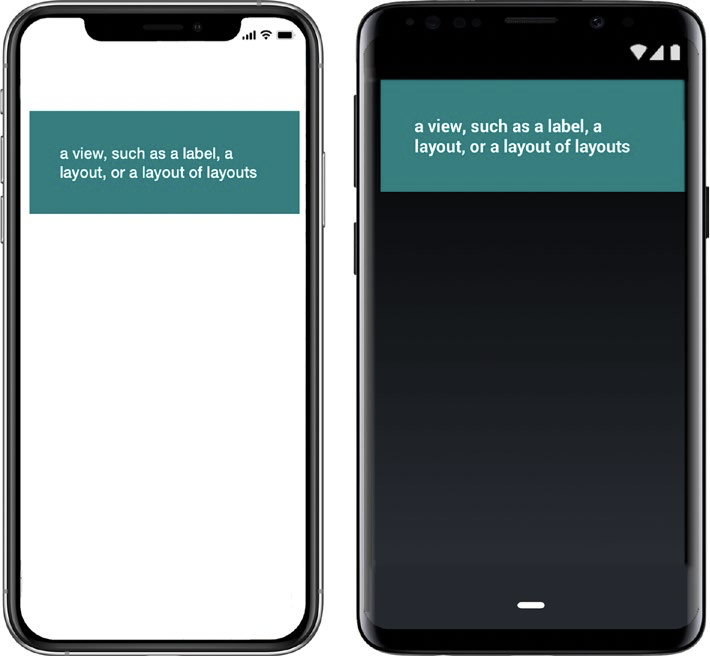 a view, such as a label, a
layout, or a layout of layouts
a view, such as a label, a
layout, or a layout of layouts